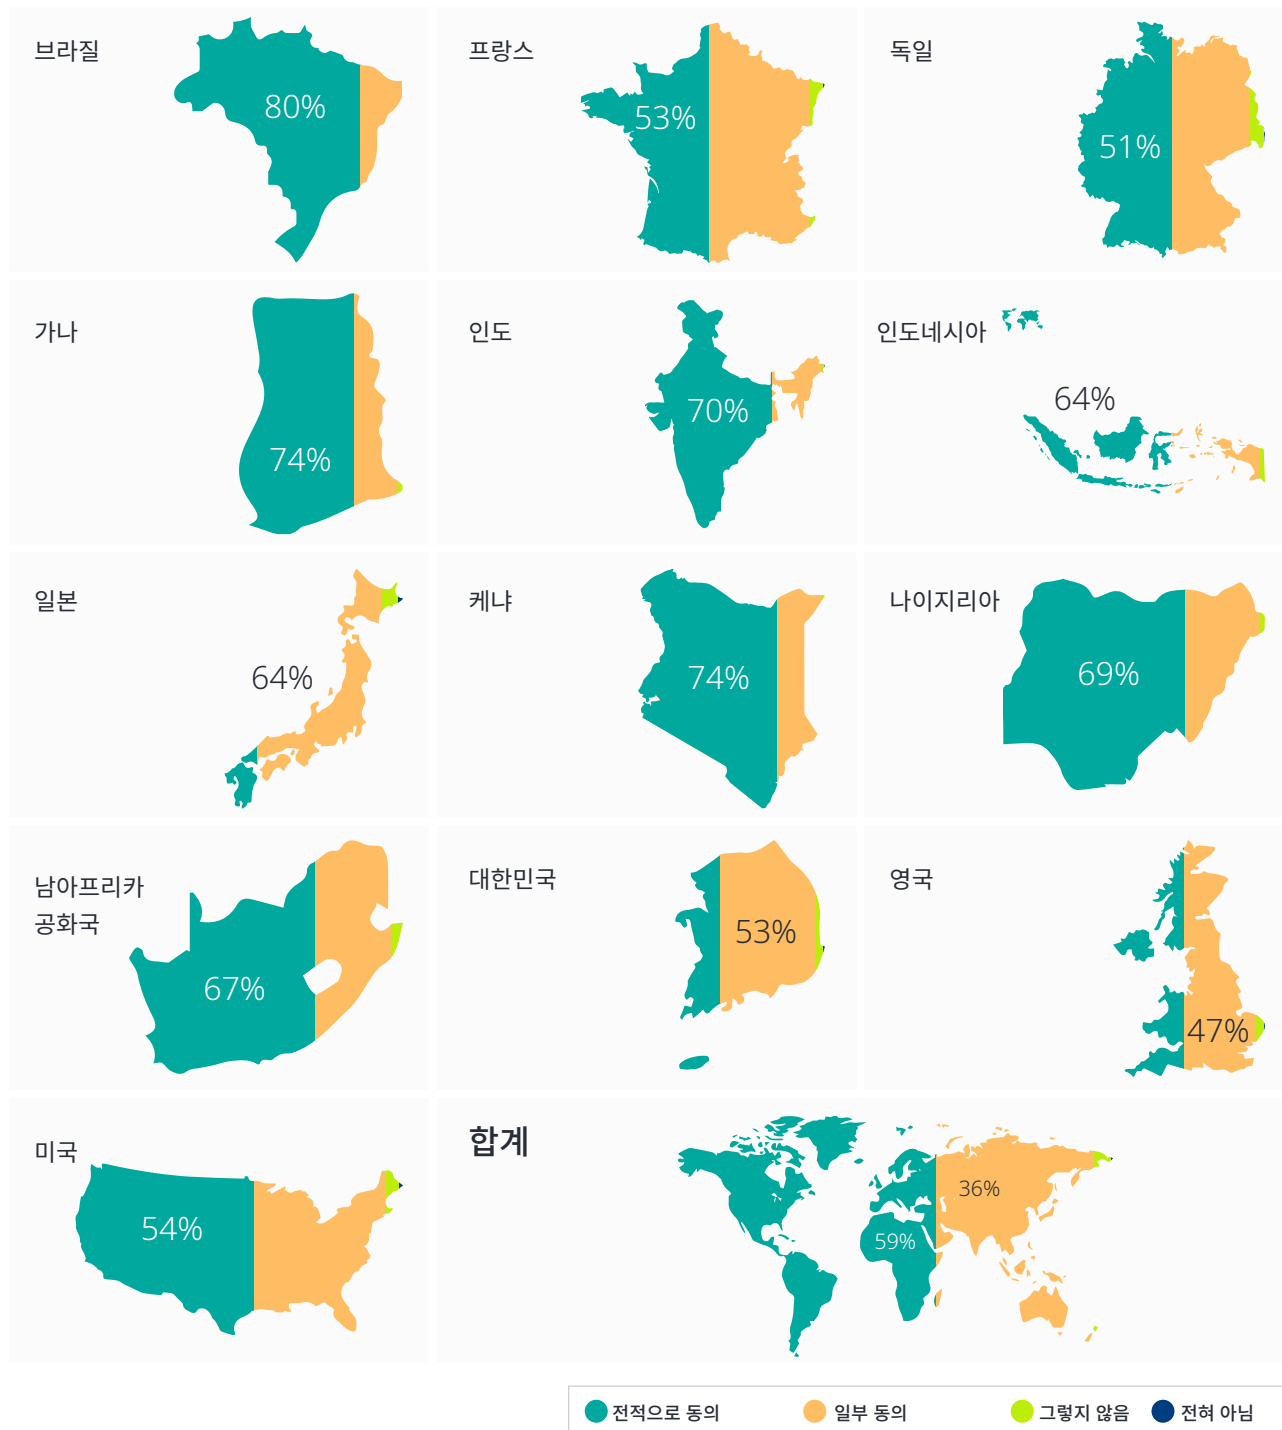 브라질
80%
프랑스
53%
독일
51%
가나
74%
인도
70%
인도네시아
64%
일본
64%
케냐
74%
나이지리아
69%
남아프리카
공화국
67%
대한민국
53%
영국
47%
미국
54%
합계
36%
59%
전적으로 동의
일부 동의
그렇지 않음
전혀 아님